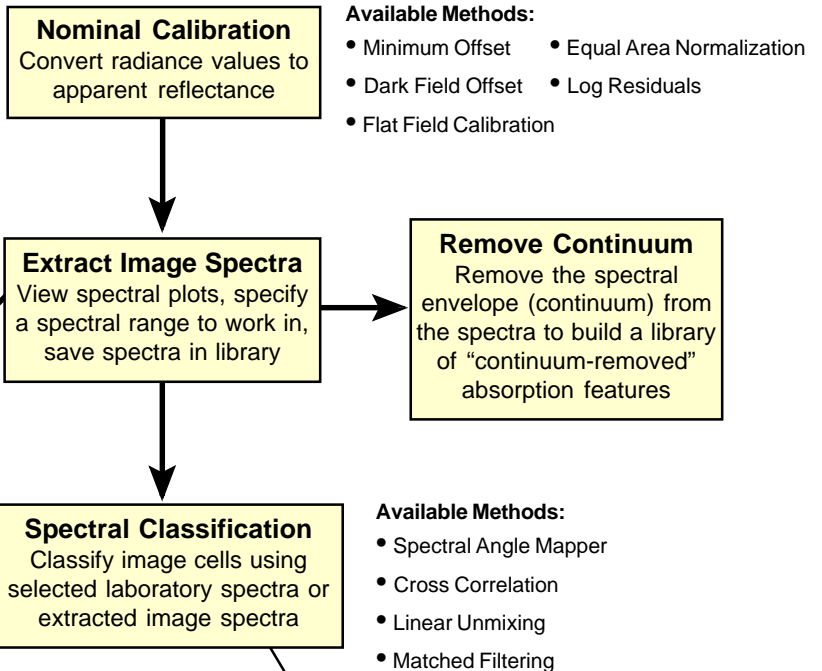 Nominal Calibration
Convert radiance values to
apparent reflectance
Available Methods:
• Minimum Offset • Equal Area Normalization
• Dark Field Offset • Log Residuals
• Flat Field Calibration
Extract Image Spectra
View spectral plots, specify
a spectral range to work in,
save spectra in library
Remove Continuum
Remove the spectral
envelope (continuum) from
the spectra to build a library
of “continuum-removed”
absorption features
Spectral Classification
Classify image cells using
selected laboratory spectra or
extracted image spectra
Available Methods:
• Spectral Angle Mapper
• Cross Correlation
• Linear Unmixing
• Matched Filtering